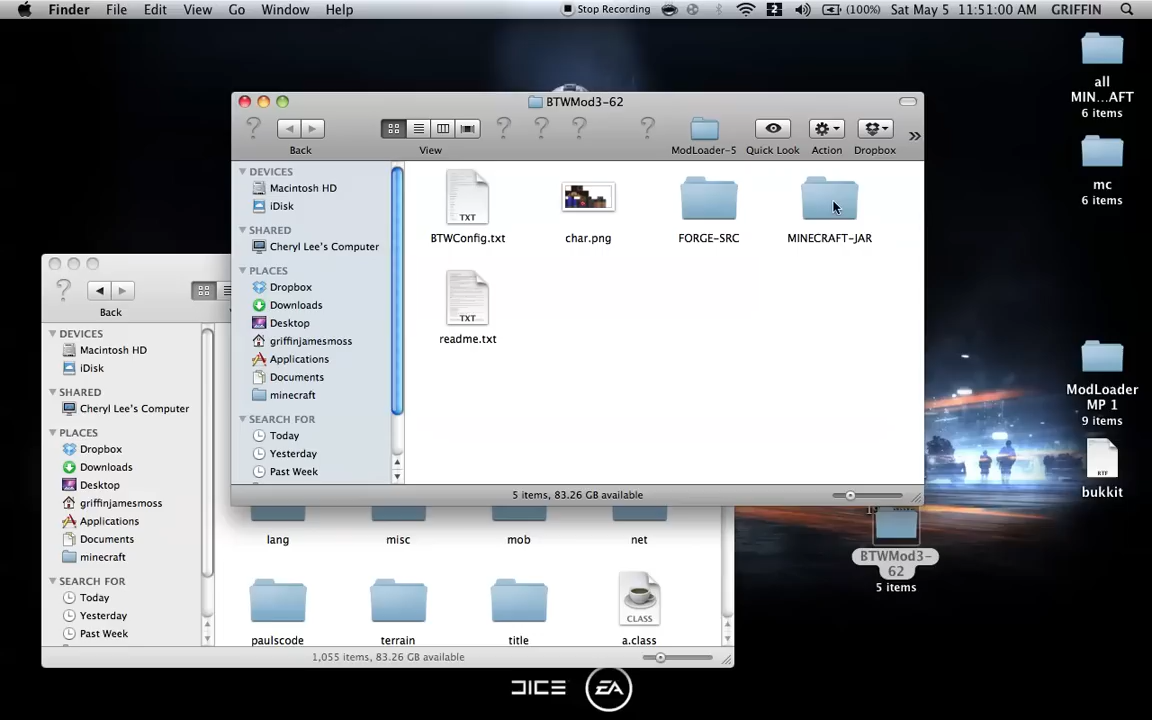 Finder File Edit View Go Window Help Stop Recording 2 (100%) Sat May 5 11:51:00 AM GRIFFIN
all
MIN...AFT
6 items
mc
6 items
ModLoader
MP 1
9 items
RTF
bukkit
BTWMod3-
62
5 items
BTWMod3-62
Back
View
ModLoader-5
Quick Look
Action
Dropbox
DEVICES
Macintosh HD
iDisk
SHARED
Cheryl Lee's Computer
PLACES
Dropbox
Downloads
Desktop
griffinjamesmoss
Applications
Documents
minecraft
SEARCH FOR
Today
Yesterday
Past Week
TXT
BTWConfig.txt
char.png
FORGE-SRC
MINECRAFT-JAR
TXT
readme.txt
5 items, 83.26 GB available
Back
DEVICES
Macintosh HD
iDisk
SHARED
Cheryl Lee's Computer
PLACES
Dropbox
Downloads
Desktop
griffinjamesmoss
Applications
Documents
minecraft
SEARCH FOR
Today
Yesterday
Past Week
lang
misc
mob
net
paulscode
terrain
title
CLASS
a.class
1,055 items, 83.26 GB available
DICE
EA